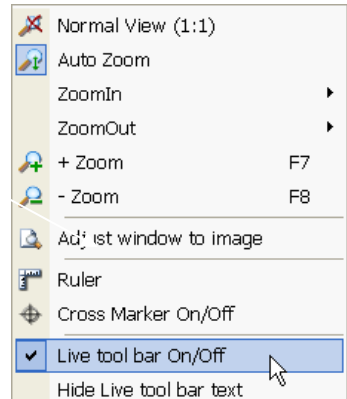 Normal View (1:1)
Auto Zoom
ZoomIn
ZoomOut
+ Zoom F7
- Zoom F8
window to image
Ruler
Cross Marker On/Off
Live tool bar On/Off
Hide Live tool bar text